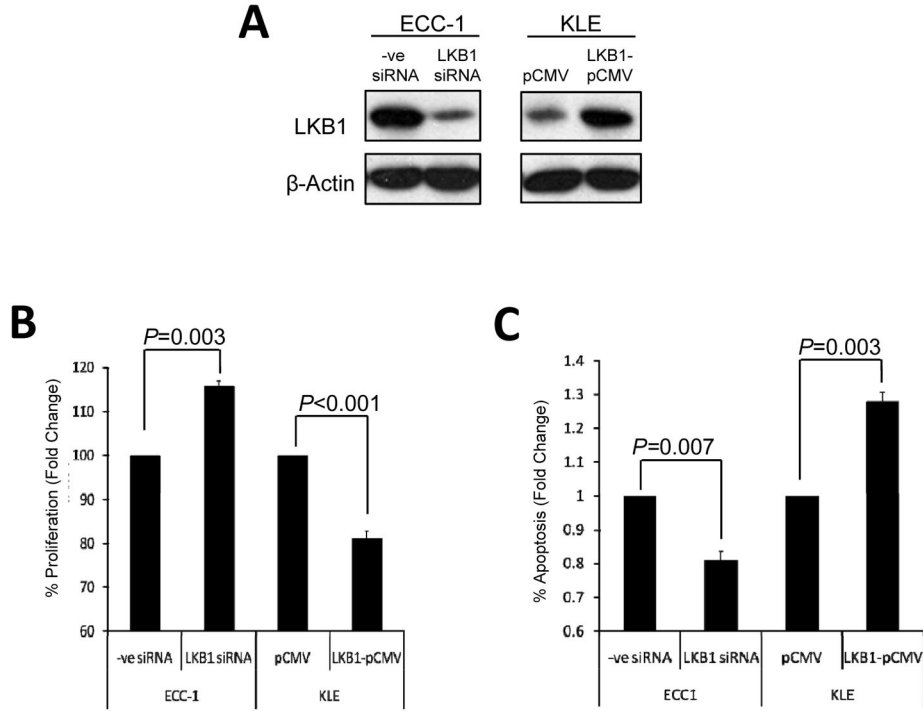 A
ECC-1 KLE
-ve siRNA LKB1 siRNA pCMV LKB1-pCMV
LKB1
β-Actin
B
P=0.003
P<0.001
% Proliferation (Fold Change)
120
110
100
90
80
70
60
-ve siRNA LKB1 siRNA pCMV LKB1-pCMV
ECC-1 KLE
C
P=0.003
P=0.007
% Apoptosis (Fold Change)
1.4
1.3
1.2
1.1
1
0.9
0.8
0.7
0.6
-ve siRNA LKB1 siRNA pCMV LKB1-pCMV
ECC1 KLE